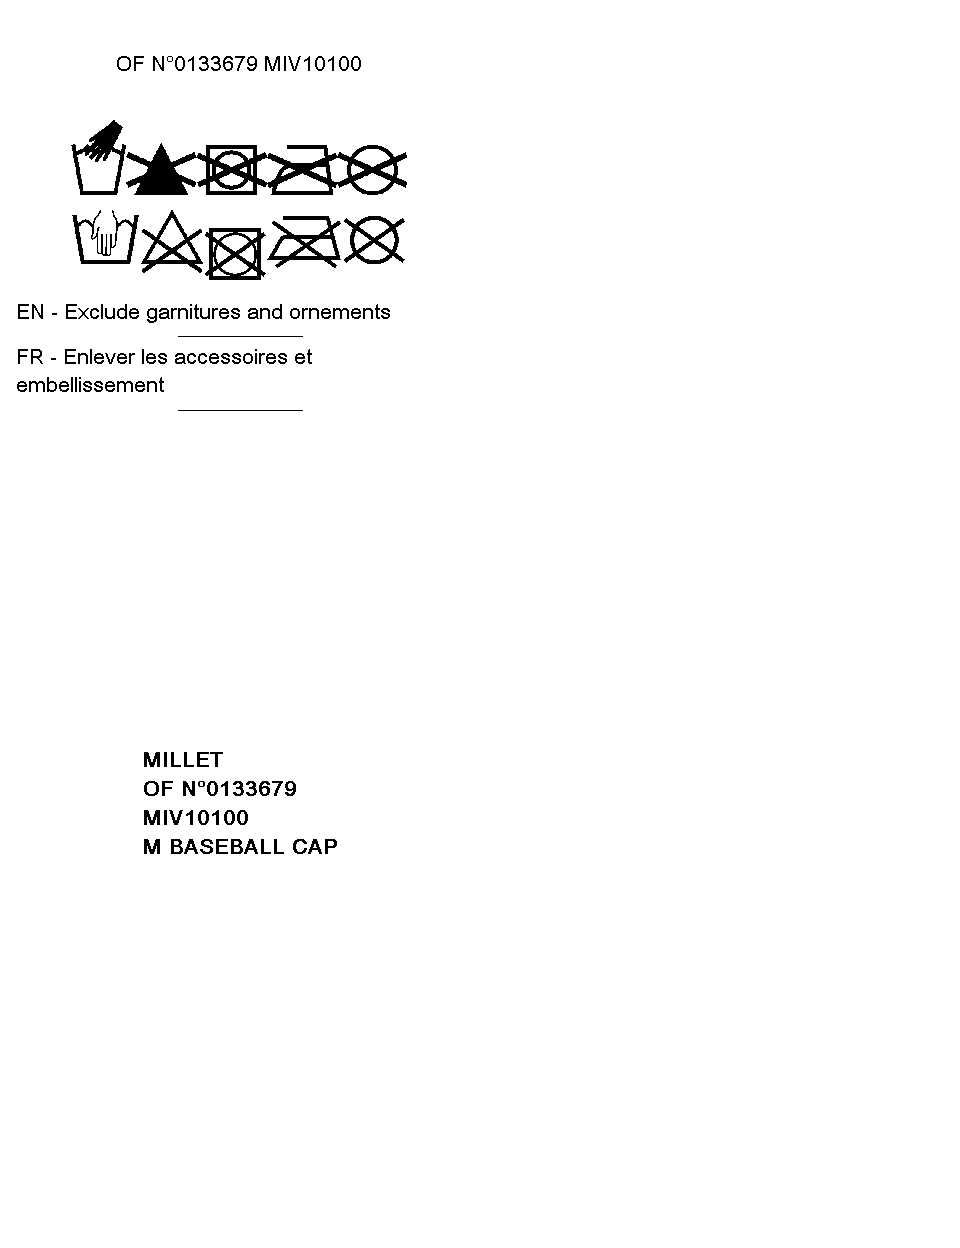 OF N°0133679 MIV10100
EN - Exclude garnitures and ornements
FR - Enlever les accessoires et
embellissement
MILLET
OF N°0133679
MIV10100
M BASEBALL CAP